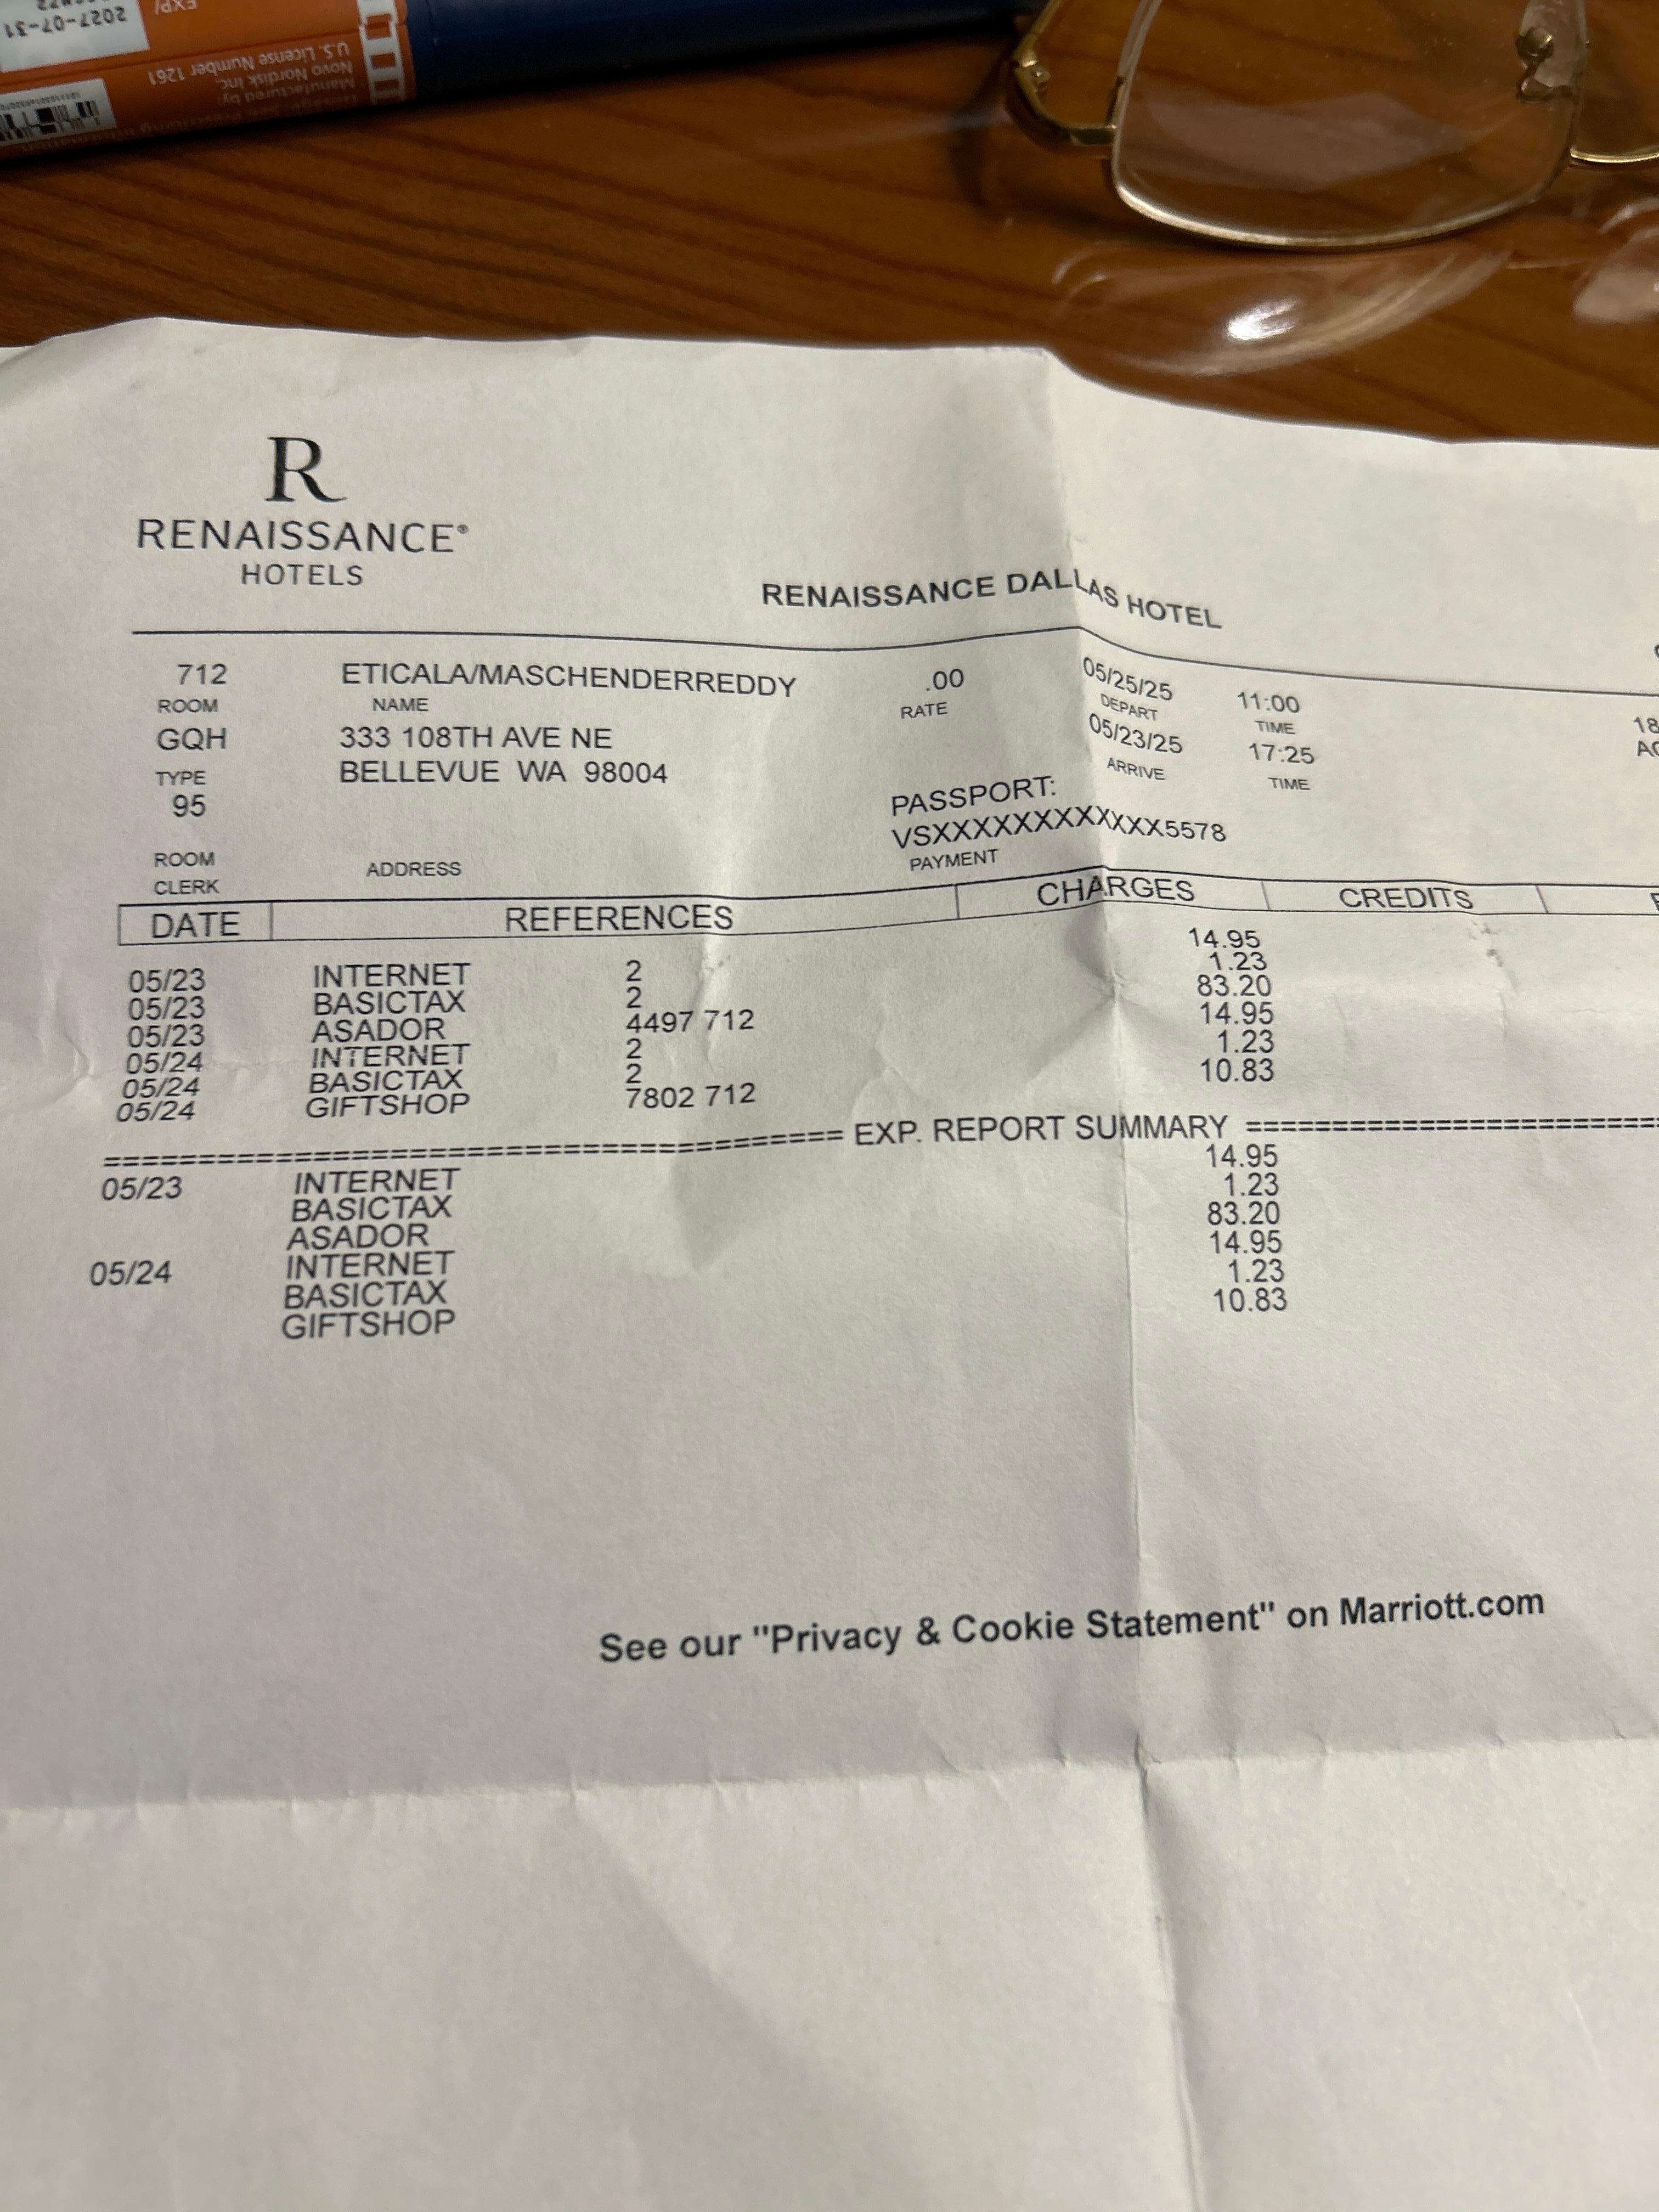 2027-07-31
EXP/
U.S. License Number 1261
Novo Nordisk Inc.
Manufactured by:
R
RENAISSANCE®
HOTELS
RENAISSANCE DALLAS HOTEL
712 ETICALA/MASCHENDERREDDY .00 05/25/25 11:00
ROOM NAME RATE DEPART TIME
GQH 333 108TH AVE NE 05/23/25 17:25
TYPE BELLEVUE WA 98004 ARRIVE TIME
95 PASSPORT:
VSXXXXXXXXXXXXX5578
ROOM ADDRESS PAYMENT
CLERK
DATE REFERENCES CHARGES CREDITS
05/23 INTERNET 2 14.95
05/23 BASICTAX 2 1.23
05/23 ASADOR 4497 712 83.20
05/24 INTERNET 2 14.95
05/24 BASICTAX 2 1.23
05/24 GIFTSHOP 7802 712 10.83
====================================== EXP. REPORT SUMMARY ======================
05/23 INTERNET 14.95
BASICTAX 1.23
ASADOR 83.20
05/24 INTERNET 14.95
BASICTAX 1.23
GIFTSHOP 10.83
See our "Privacy & Cookie Statement" on Marriott.com